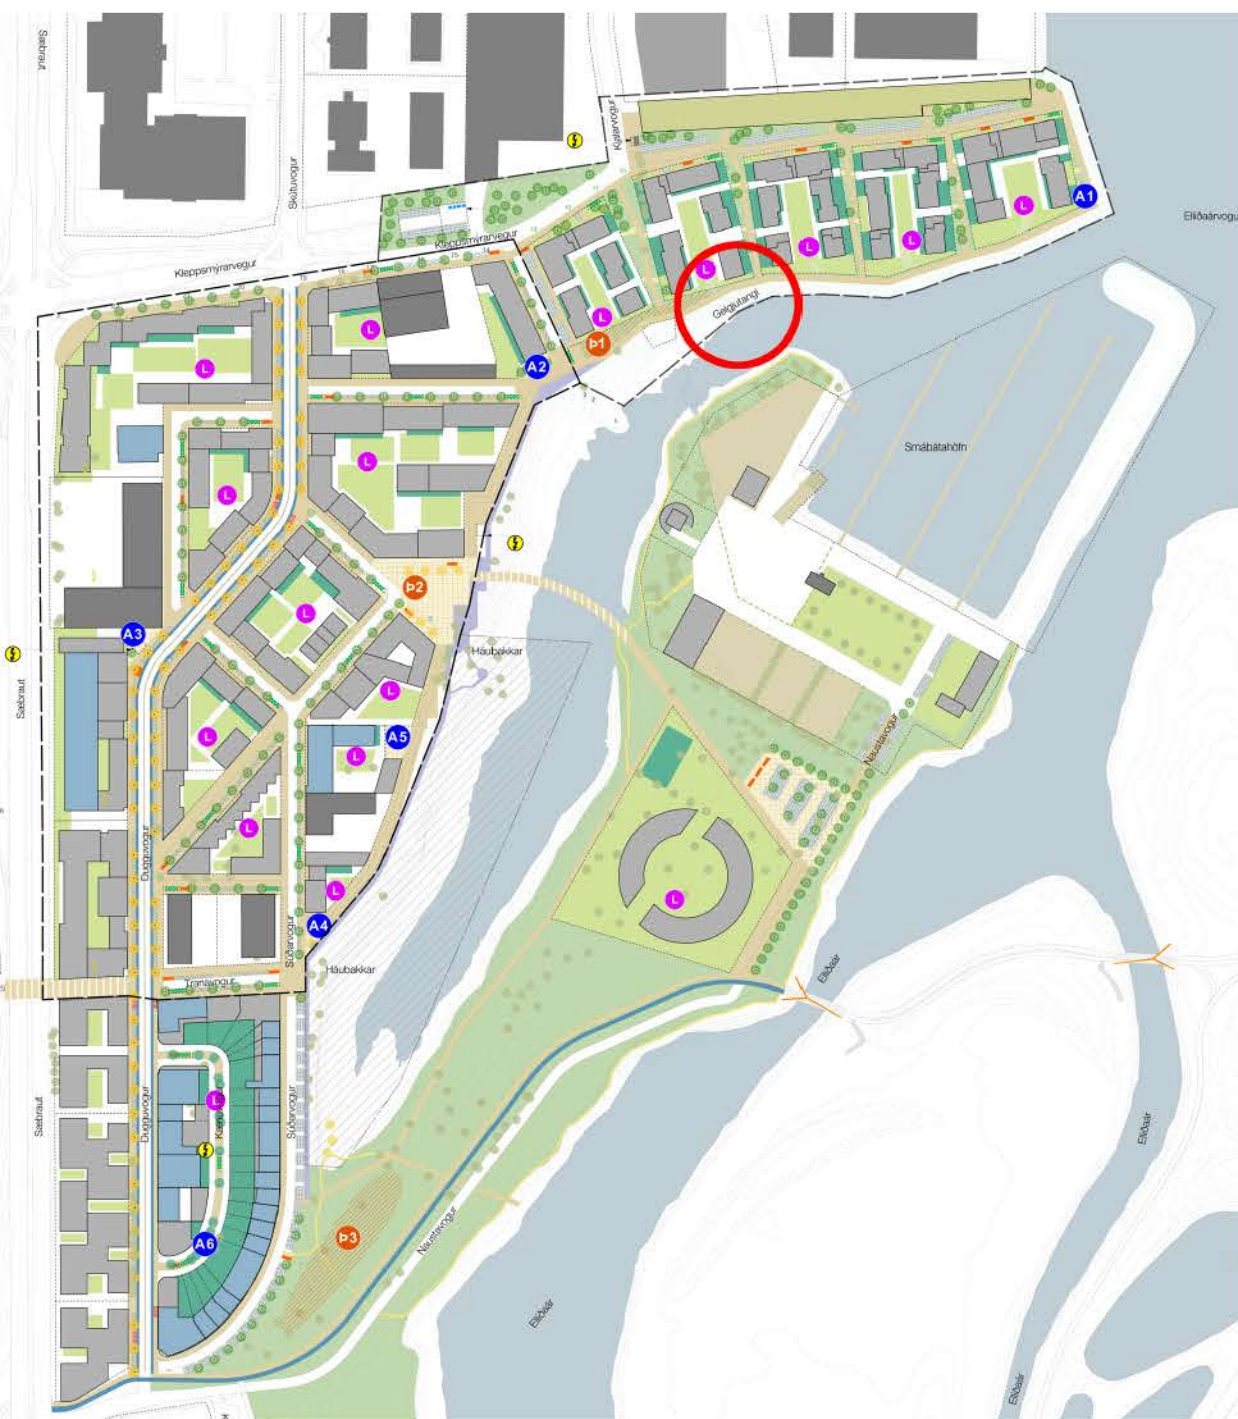 Sæbraut
Skútuvogur
Kjalarvogur
A1
Elliðaárvogu
L
L
L
L
L
Kleppsmýrarvegur
Kleppsmýrarvegur
Gelgjutangi
Þ1
L
L
A2
Smábátahöfn
L
L
Þ2
L
A3
Háubakkar
Sæbraut
L
L
A5
L
Naustavogur
L
Dugguvogur
L
L
A4
Súðarvogur
Háubakkar
Elliðaár
Tranavogur
Sæbraut
Dugguvogur
L
Súðarvogur
Elliðaár
A6
Þ3
Naustavogur
Elliðaár
Elliðaár